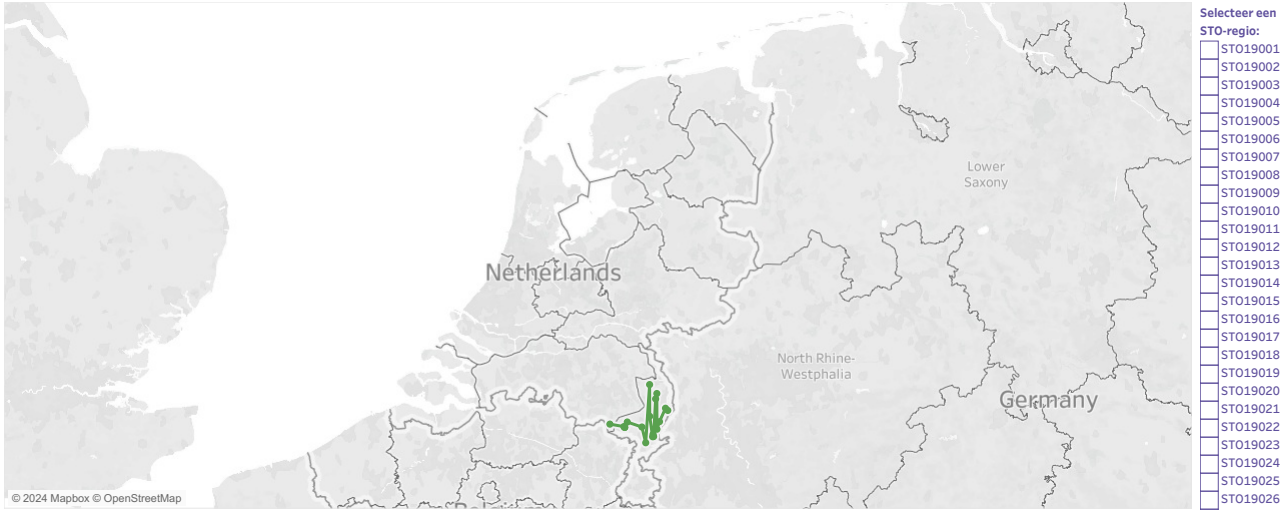 Selecteer een
STO-regio:
STO19001
STO19002
STO19003
STO19004
STO19005
STO19006
STO19007
STO19008
STO19009
STO19010
STO19011
STO19012
STO19013
STO19014
STO19015
STO19016
STO19017
STO19018
STO19019
STO19020
STO19021
STO19022
STO19023
STO19024
STO19025
STO19026
Lower
Saxony
Netherlands
North Rhine-
Westphalia
Germany
© 2024 Mapbox © OpenStreetMap